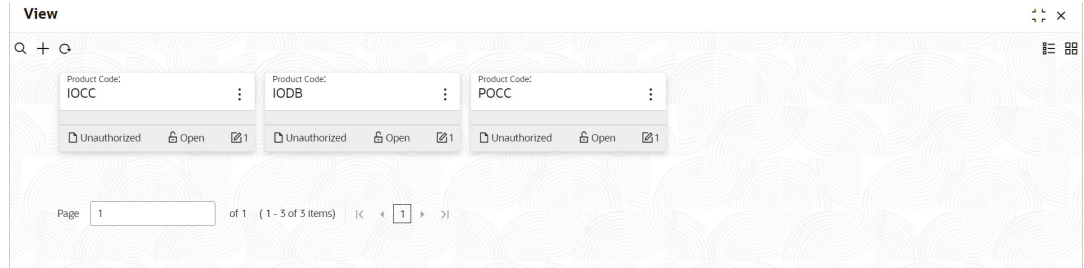 View
Product Code:
IOCC
Unauthorized Open 1
Product Code:
IODB
Unauthorized Open 1
Product Code:
POCC
Unauthorized Open 1
Page 1 of 1 (1 - 3 of 3 items) 1